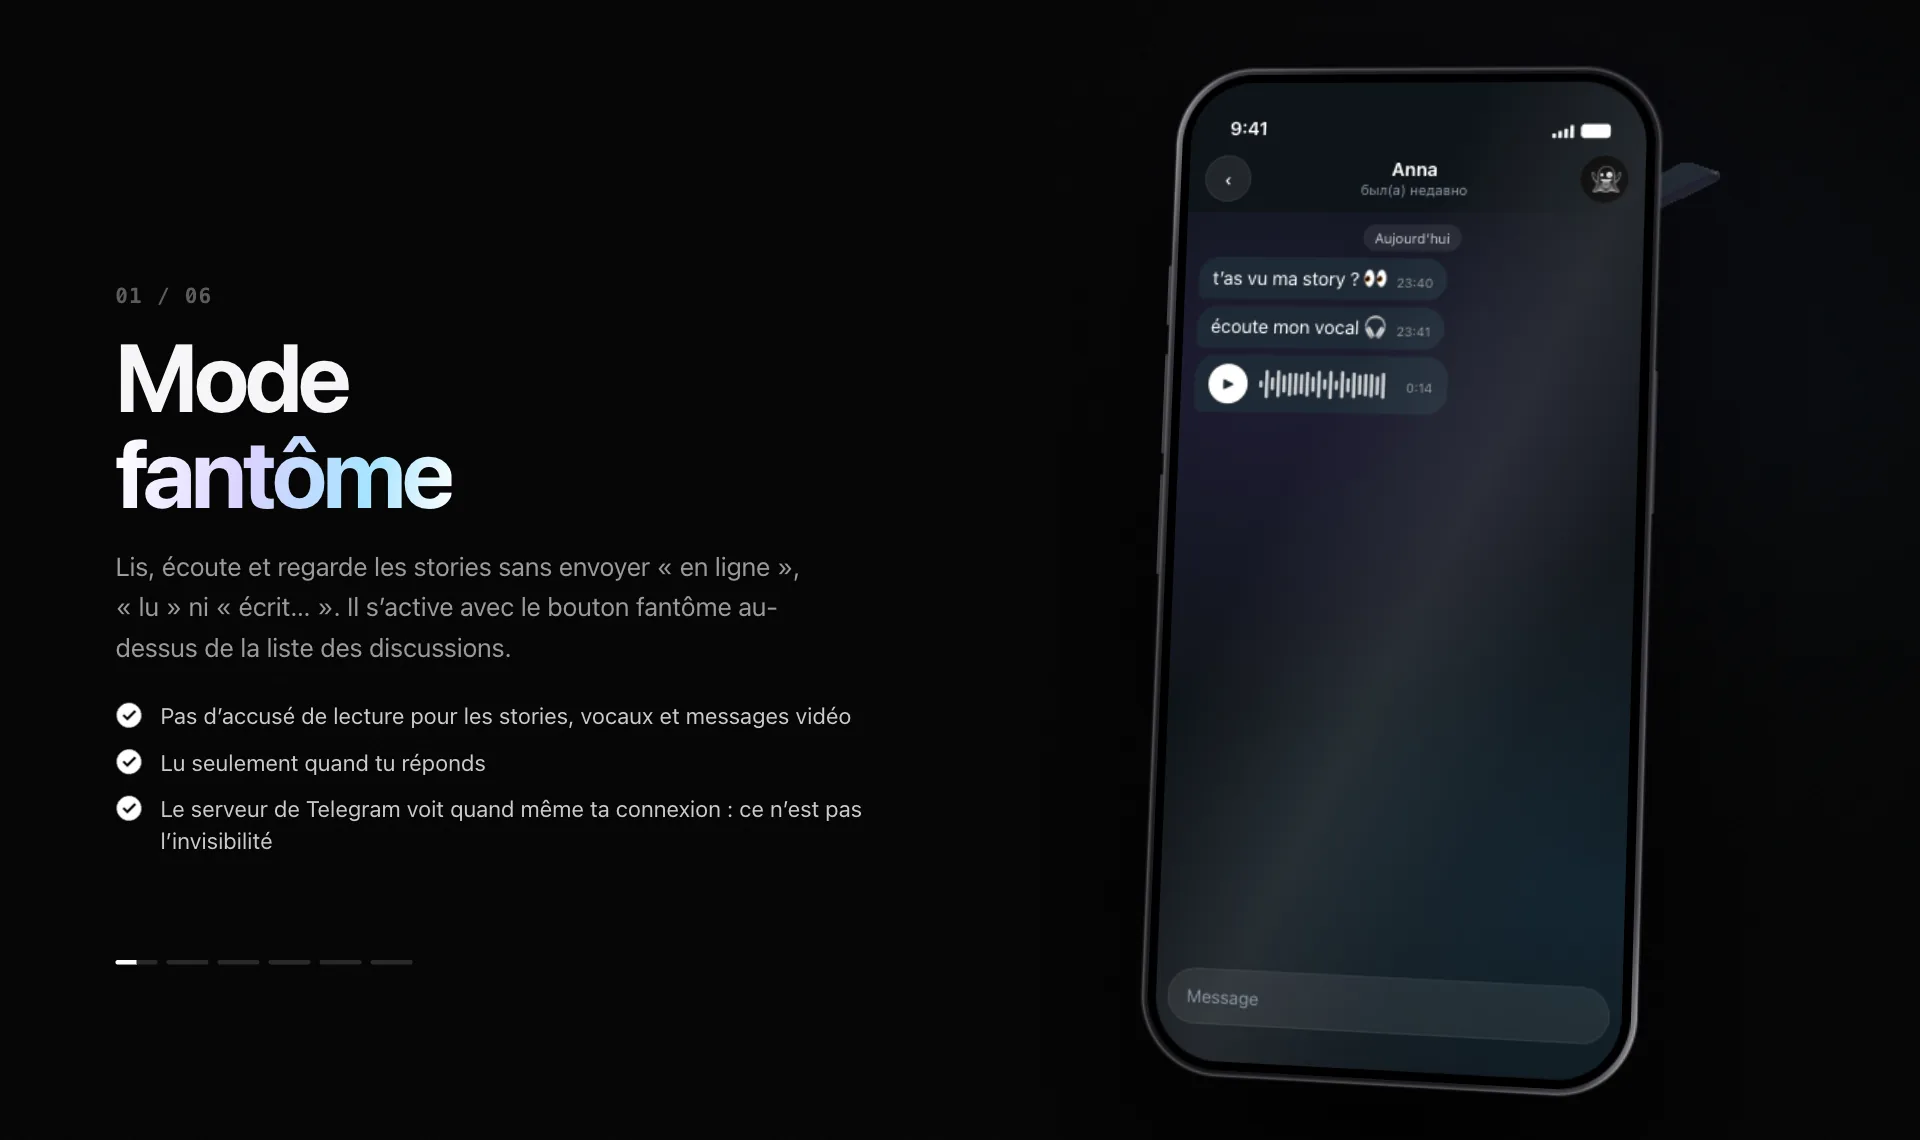 01 / 06
Mode
fantôme
Lis, écoute et regarde les stories sans envoyer « en ligne »,
« lu » ni « écrit… ». Il s’active avec le bouton fantôme au-
dessus de la liste des discussions.
Pas d’accusé de lecture pour les stories, vocaux et messages vidéo
Lu seulement quand tu réponds
Le serveur de Telegram voit quand même ta connexion : ce n’est pas
l’invisibilité
9:41
Anna
был(а) недавно
Aujourd'hui
t’as vu ma story ? 👀 23:40
écoute mon vocal 🎧 23:41
0:14
Message